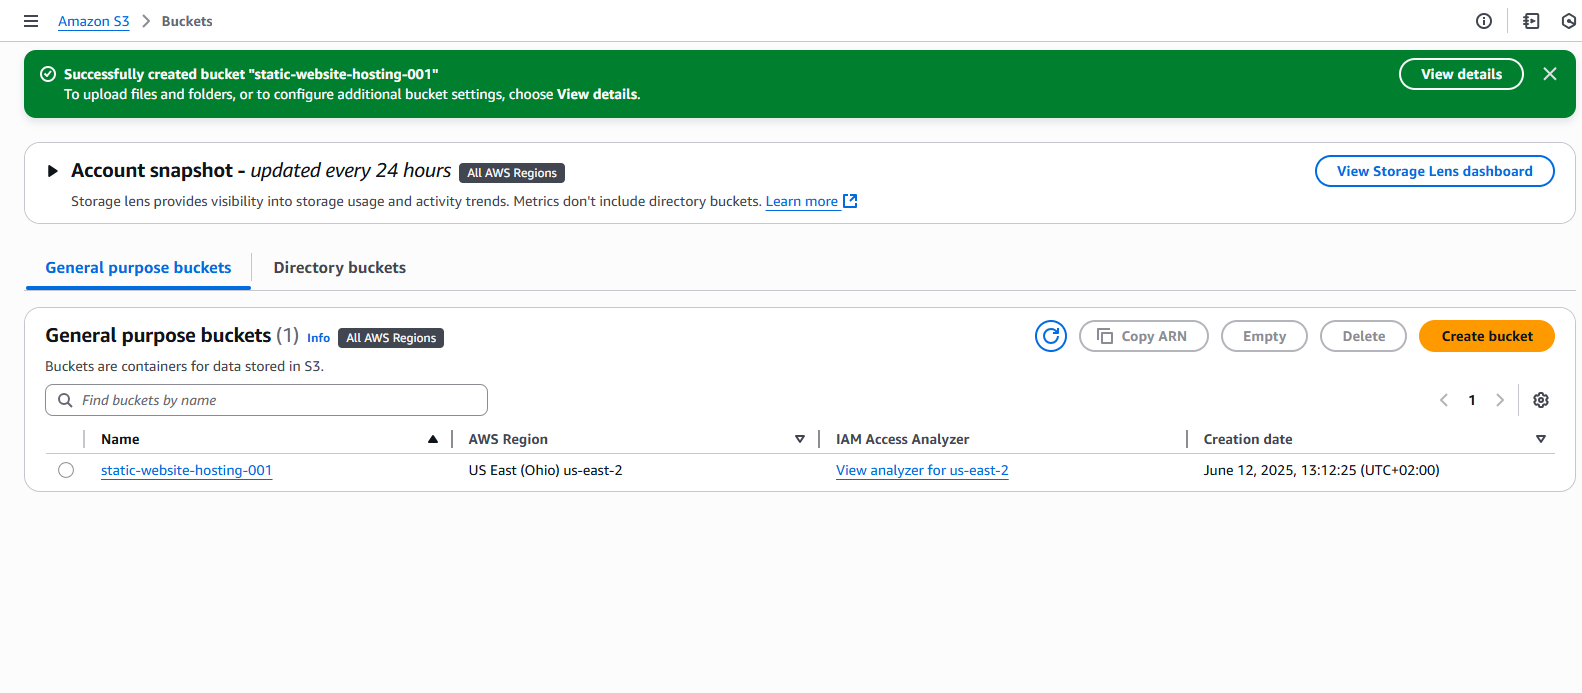 Amazon S3 > Buckets
Successfully created bucket "static-website-hosting-001"
To upload files and folders, or to configure additional bucket settings, choose View details.
View details
Account snapshot - updated every 24 hours All AWS Regions
View Storage Lens dashboard
Storage lens provides visibility into storage usage and activity trends. Metrics don't include directory buckets. Learn more
General purpose buckets Directory buckets
General purpose buckets (1) Info All AWS Regions
Copy ARN Empty Delete Create bucket
Buckets are containers for data stored in S3.
Find buckets by name
1
Name AWS Region IAM Access Analyzer Creation date
static-website-hosting-001 US East (Ohio) us-east-2 View analyzer for us-east-2 June 12, 2025, 13:12:25 (UTC+02:00)